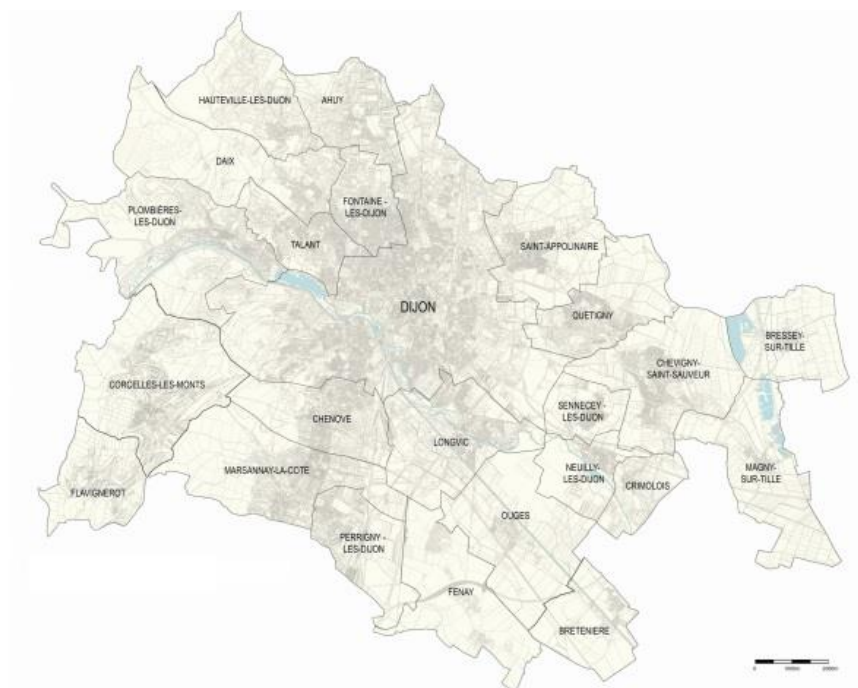 HAUTEVILLE-LES-DIJON
AHUY
DAIX
FONTAINE -
LES-DIJON
PLOMBIÈRES-
LES-DIJON
TALANT
SAINT-APPOLINAIRE
DIJON
QUETIGNY
BRESSEY-
SUR-TILLE
CHEVIGNY-
SAINT-SAUVEUR
CORCELLES-LES-MONTS
SENNECEY -
LES-DIJON
CHENOVE
LONGVIC
MARSANNAY-LA-COTE
NEUILLY-
LES-DIJON
MAGNY-
SUR-TILLE
FLAVIGNEROT
CRIMOLOIS
OUGES
PERRIGNY -
LES-DIJON
FENAY
BRETENIERE
0